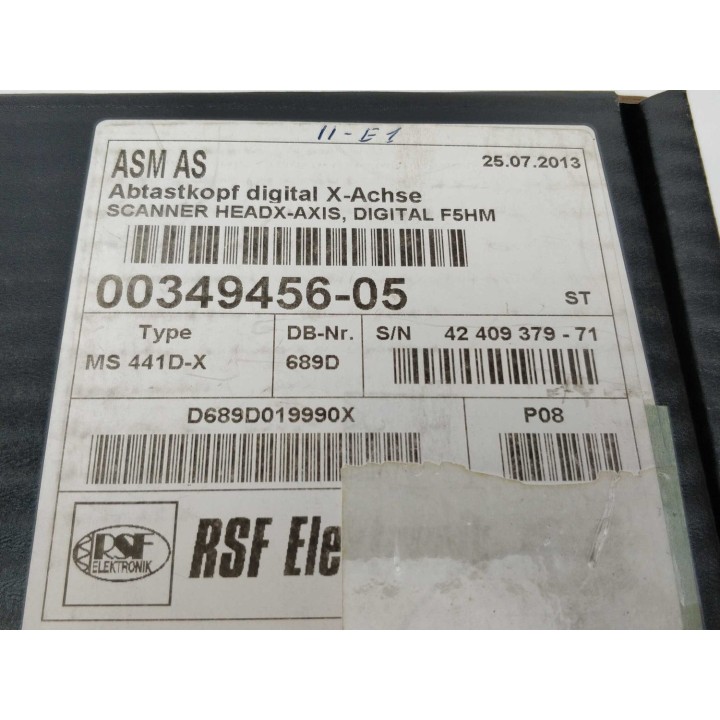 11-E1
ASM AS
25.07.2013
Abtastkopf digital X-Achse
SCANNER HEADX-AXIS, DIGITAL F5HM
00349456-05
ST
Type
DB-Nr.
S/N 42 409 379 - 71
MS 441D-X
689D
D689D019990X
P08
RSF
ELEKTRONIK
RSF Ele